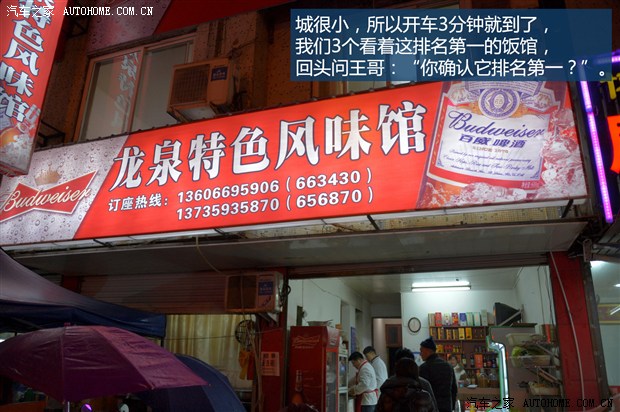 汽车之家 AUTOHOME.COM.CN
城很小，所以开车3分钟就到了，
我们3个看着这排名第一的饭馆，
回头问王哥：“你确认它排名第一？”。
特色风味馆
龙泉特色风味馆
Budweiser
订座热线：13606695906（663430）
13735935870（656870）
Budweiser
百威啤酒
汽车之家 AUTOHOME.COM.CN